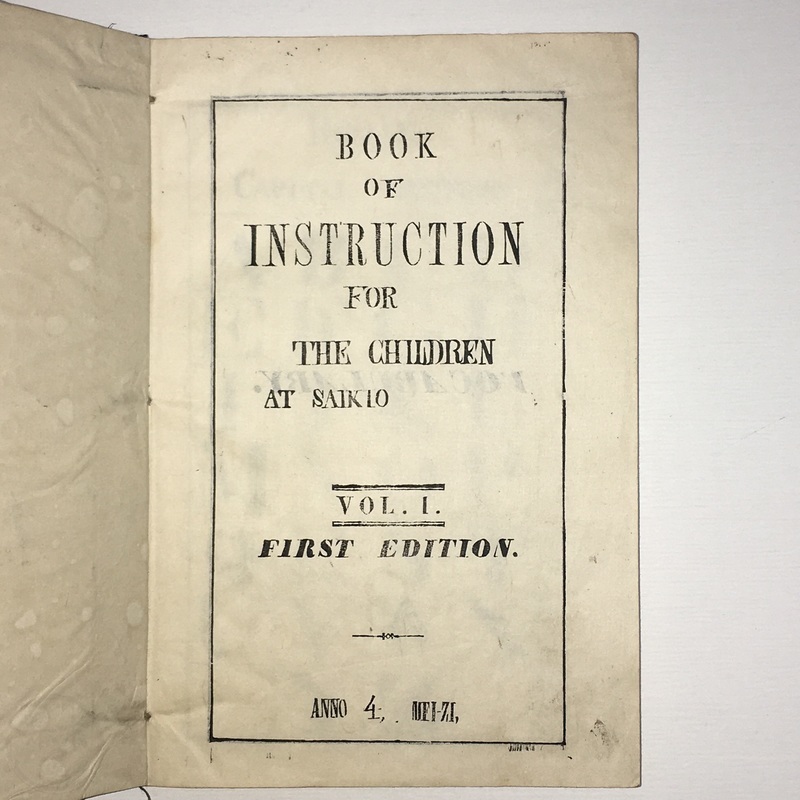 BOOK
OF
INSTRUCTION
FOR
THE CHILDREN
AT SAIKIO
VOL. I.
FIRST EDITION.
ANNO 4, MEI-ZI,